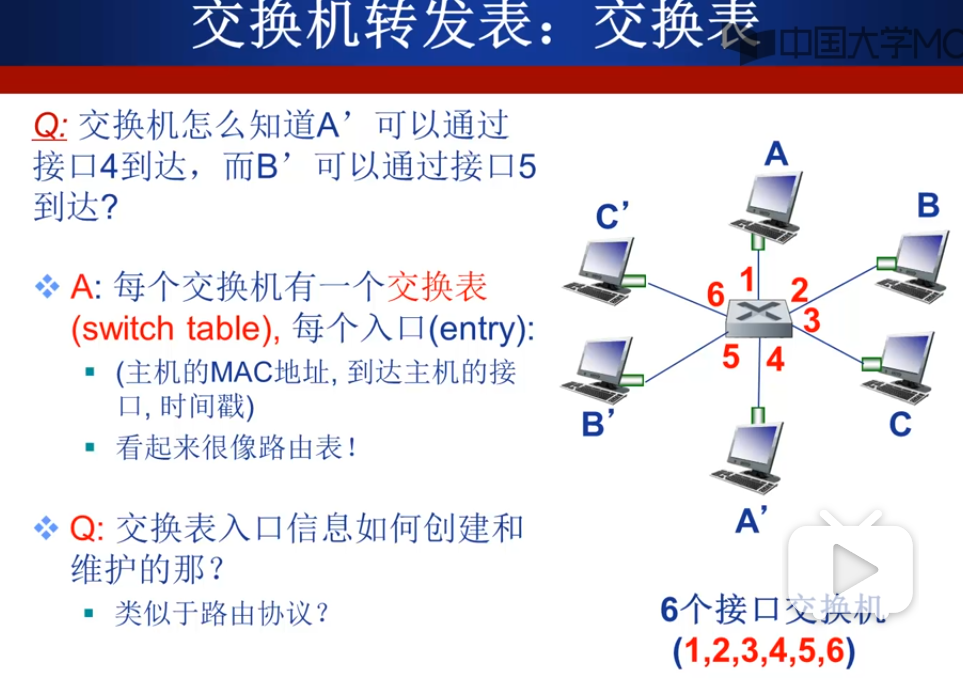 交换机转发表：交换表
中国大学MO
Q: 交换机怎么知道A’可以通过
接口4到达，而B’可以通过接口5
到达?
A: 每个交换机有一个交换表
(switch table), 每个入口(entry):
(主机的MAC地址, 到达主机的接
口, 时间戳)
看起来很像路由表！
Q: 交换表入口信息如何创建和
维护的那？
类似于路由协议？
A
C’
B
1
6
2
3
5
4
B’
C
A’
6个接口交换机
(1,2,3,4,5,6)